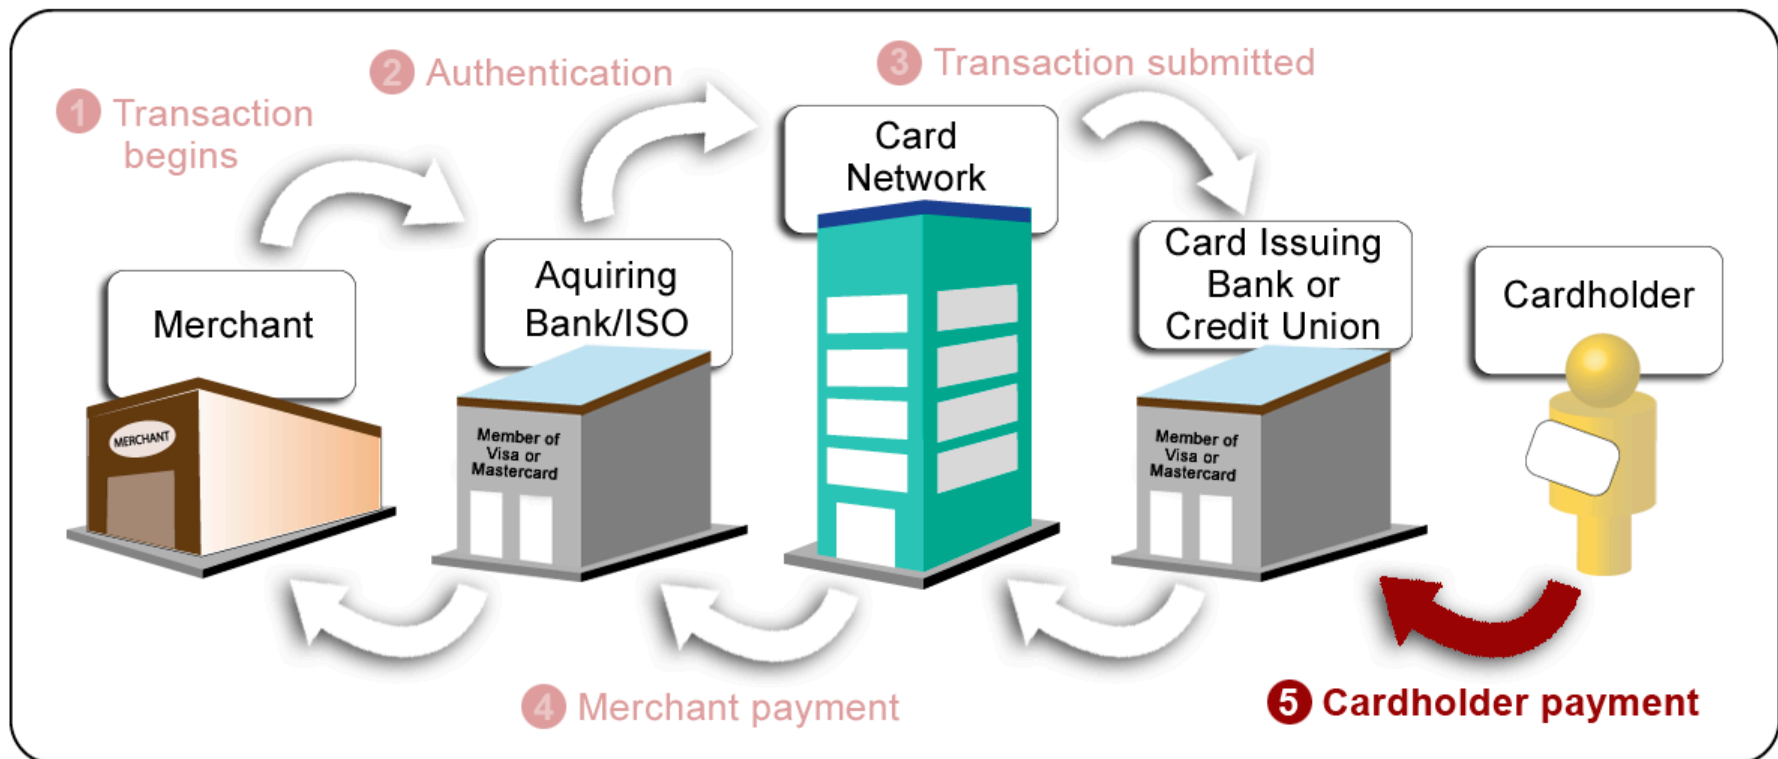 1 Transaction
begins
2 Authentication
3 Transaction submitted
Card
Network
Merchant
Aquiring
Bank/ISO
Card Issuing
Bank or
Credit Union
Cardholder
MERCHANT
Member of
Visa or
Mastercard
Member of
Visa or
Mastercard
4 Merchant payment
5 Cardholder payment